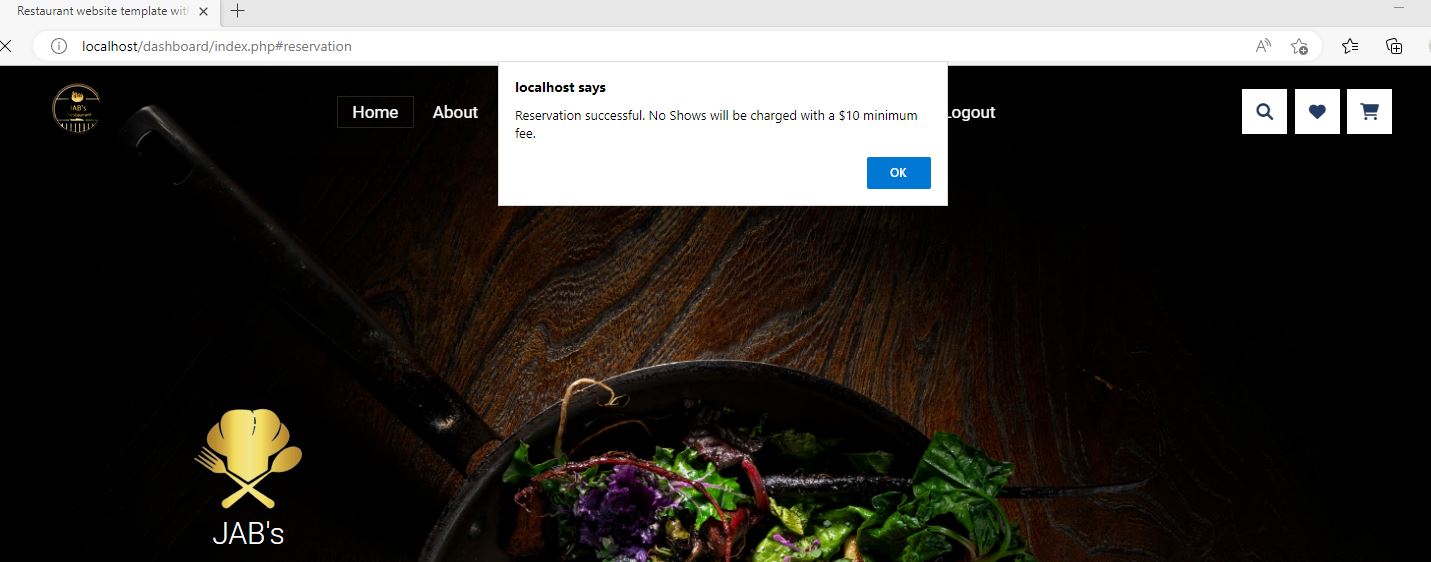 Restaurant website template wit
localhost/dashboard/index.php#reservation
localhost says
Reservation successful. No Shows will be charged with a $10 minimum
fee.
OK
JAB's
Home
About
Logout
JAB's